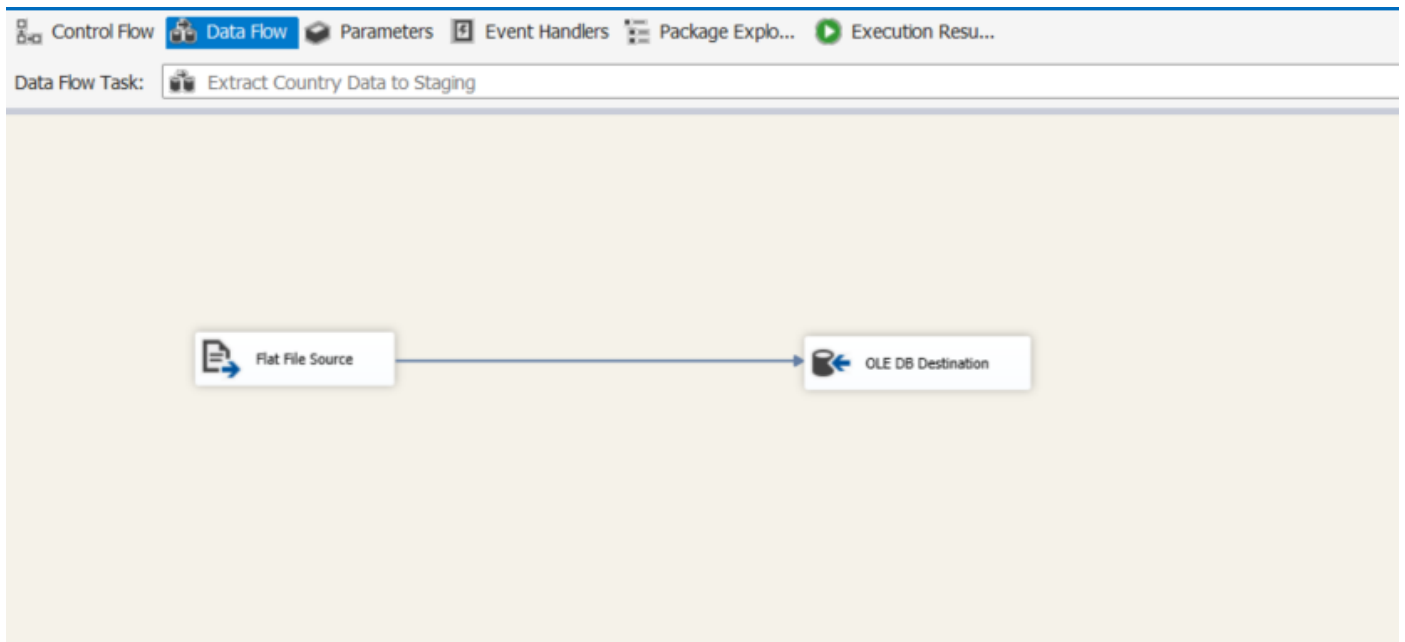 Control Flow Data Flow Parameters Event Handlers Package Explo... Execution Resu...
Data Flow Task: Extract Country Data to Staging
Flat File Source OLE DB Destination